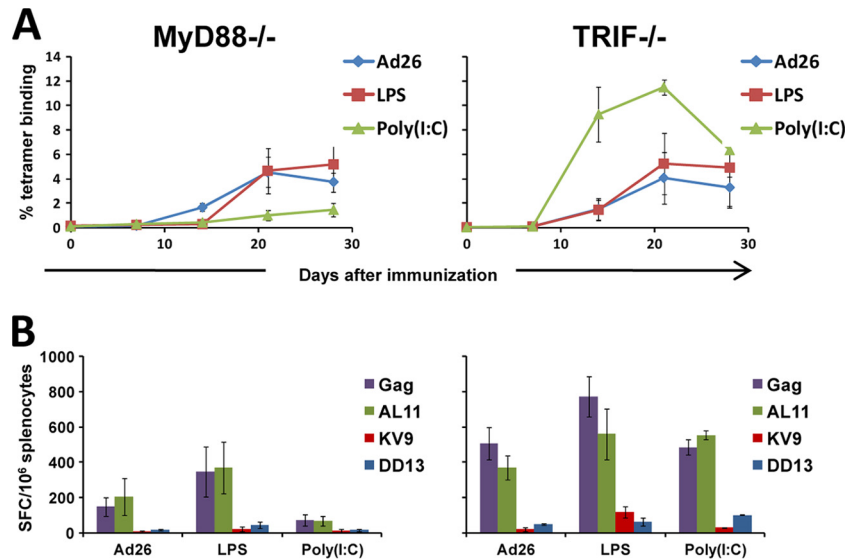 A
MyD88-/-
TRIF-/-
% tetramer binding
14
12
10
8
6
4
2
0
0 10 20 30
Ad26
LPS
Poly(I:C)
0 10 20 30
Ad26
LPS
Poly(I:C)
Days after immunization
B
SFC/10⁶ splenocytes
1000
800
600
400
200
0
Gag
AL11
KV9
DD13
Ad26 LPS Poly(I:C)
Gag
AL11
KV9
DD13
Ad26 LPS Poly(I:C)